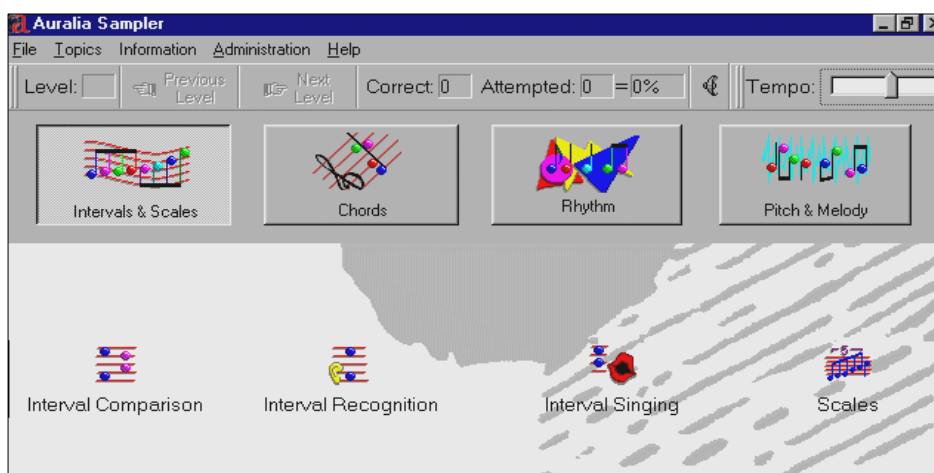 Auralia Sampler
File Topics Information Administration Help
Level: Previous Level Next Level Correct: 0 Attempted: 0 =0% Tempo:
Intervals & Scales Chords Rhythm Pitch & Melody
Interval Comparison Interval Recognition Interval Singing Scales